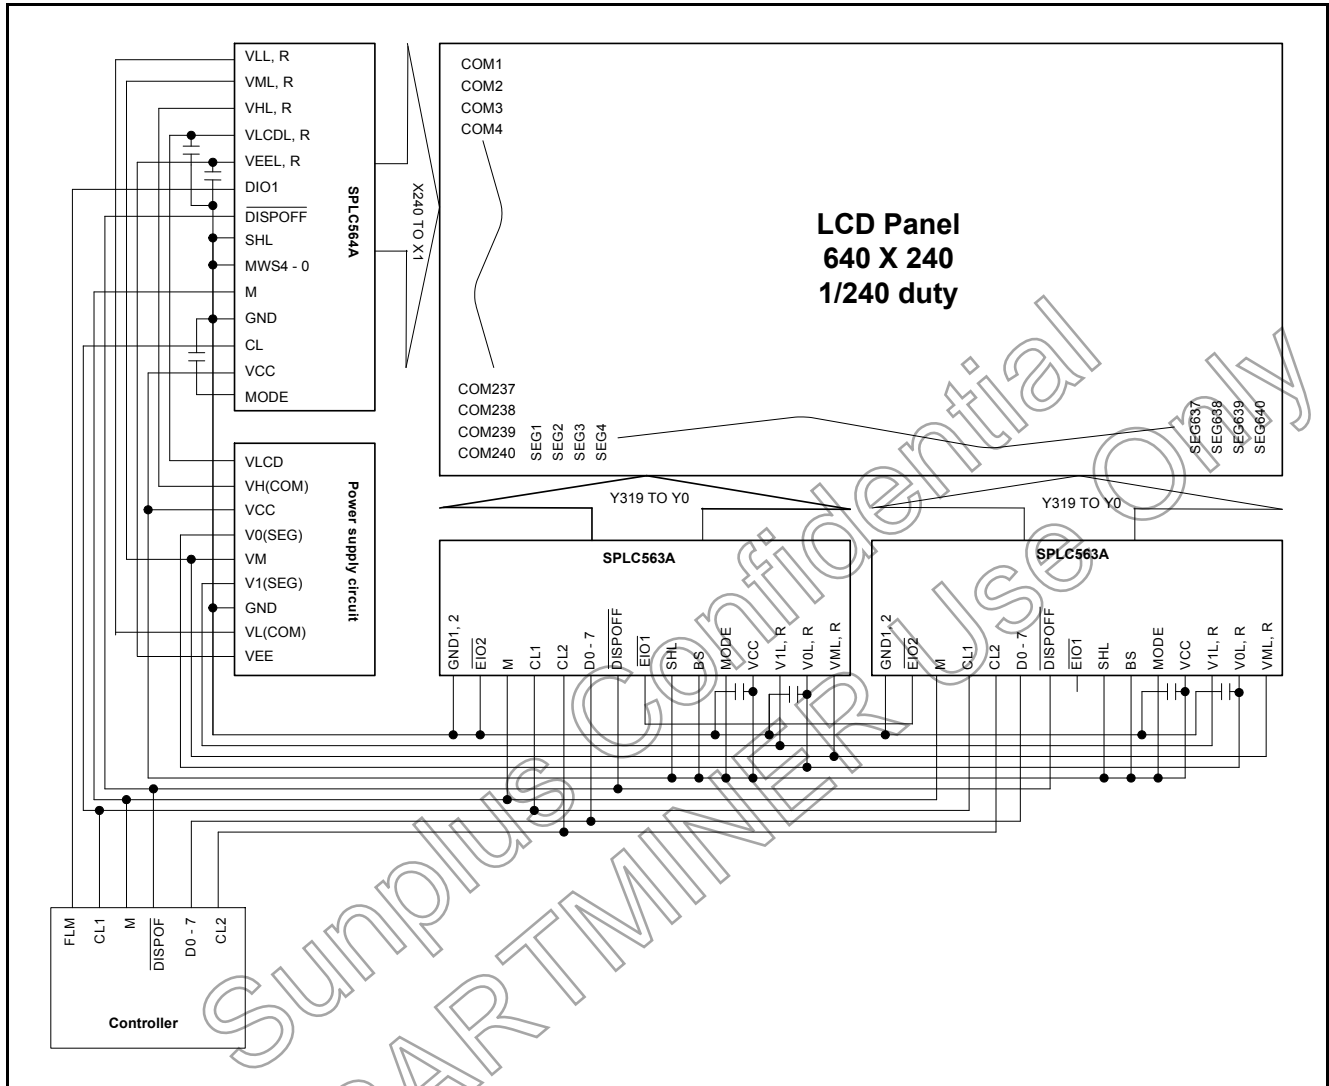 VLL, R
VML, R
VHL, R
VLCDL, R
VEEL, R
DIO1
DISPOFF
SHL
MWS4 - 0
M
GND
CL
VCC
MODE
SPLC564A
X240 TO X1
COM1
COM2
COM3
COM4
LCD Panel
640 X 240
1/240 duty
COM237
COM238
COM239
COM240
SEG1
SEG2
SEG3
SEG4
SEG637
SEG638
SEG639
SEG640
VLCD
VH(COM)
VCC
V0(SEG)
VM
V1(SEG)
GND
VL(COM)
VEE
Power supply circuit
Y319 TO Y0
Y319 TO Y0
SPLC563A
GND1, 2
EIO2
M
CL1
CL2
D0 - 7
DISPOFF
EIO1
SHL
BS
MODE
VCC
V1L, R
V0L, R
VML, R
SPLC563A
GND1, 2
EIO2
M
CL1
CL2
D0 - 7
DISPOFF
EIO1
SHL
BS
MODE
VCC
V1L, R
V0L, R
VML, R
FLM
CL1
M
DISPOF
D0 - 7
CL2
Controller
Sunplus Confidential
PARTMINER Use Only